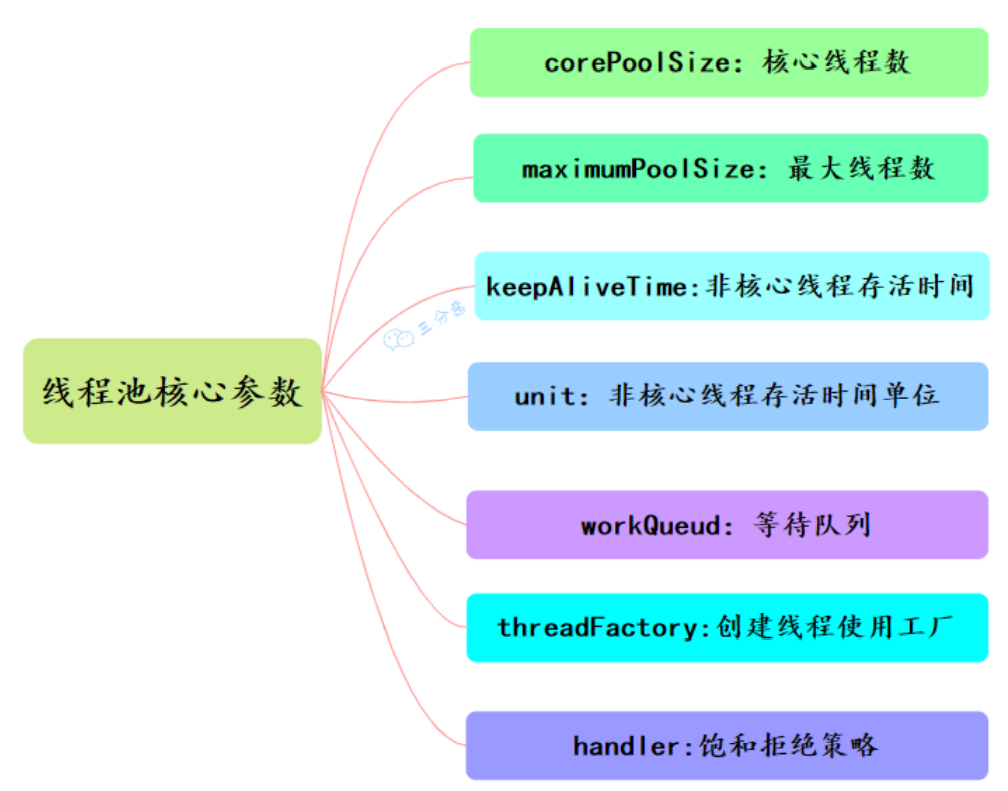 corePoolSize: 核心线程数
maximumPoolSize: 最大线程数
keepAliveTime:非核心线程存活时间
三分恶
线程池核心参数
unit: 非核心线程存活时间单位
workQueud: 等待队列
threadFactory:创建线程使用工厂
handler:饱和拒绝策略